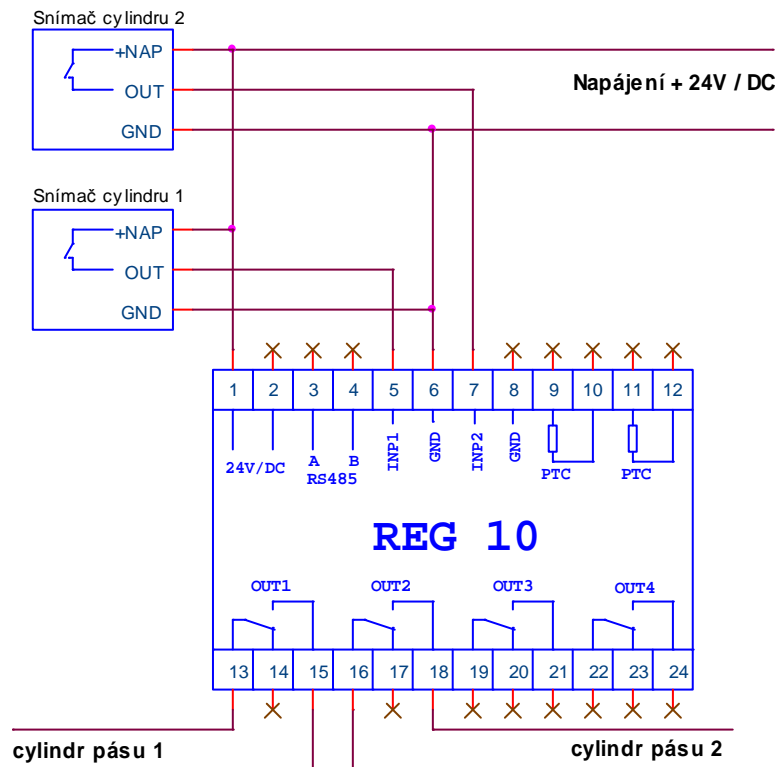 Snímač cylindru 2
+NAP
OUT
GND
Napájení + 24V / DC
Snímač cylindru 1
+NAP
OUT
GND
1 2 3 4 5 6 7 8 9 10 11 12
24V/DC
A B
RS485
INP1
GND
INP2
GND
PTC
PTC
REG 10
OUT1 OUT2 OUT3 OUT4
13 14 15 16 17 18 19 20 21 22 23 24
cylindr pásu 1
cylindr pásu 2